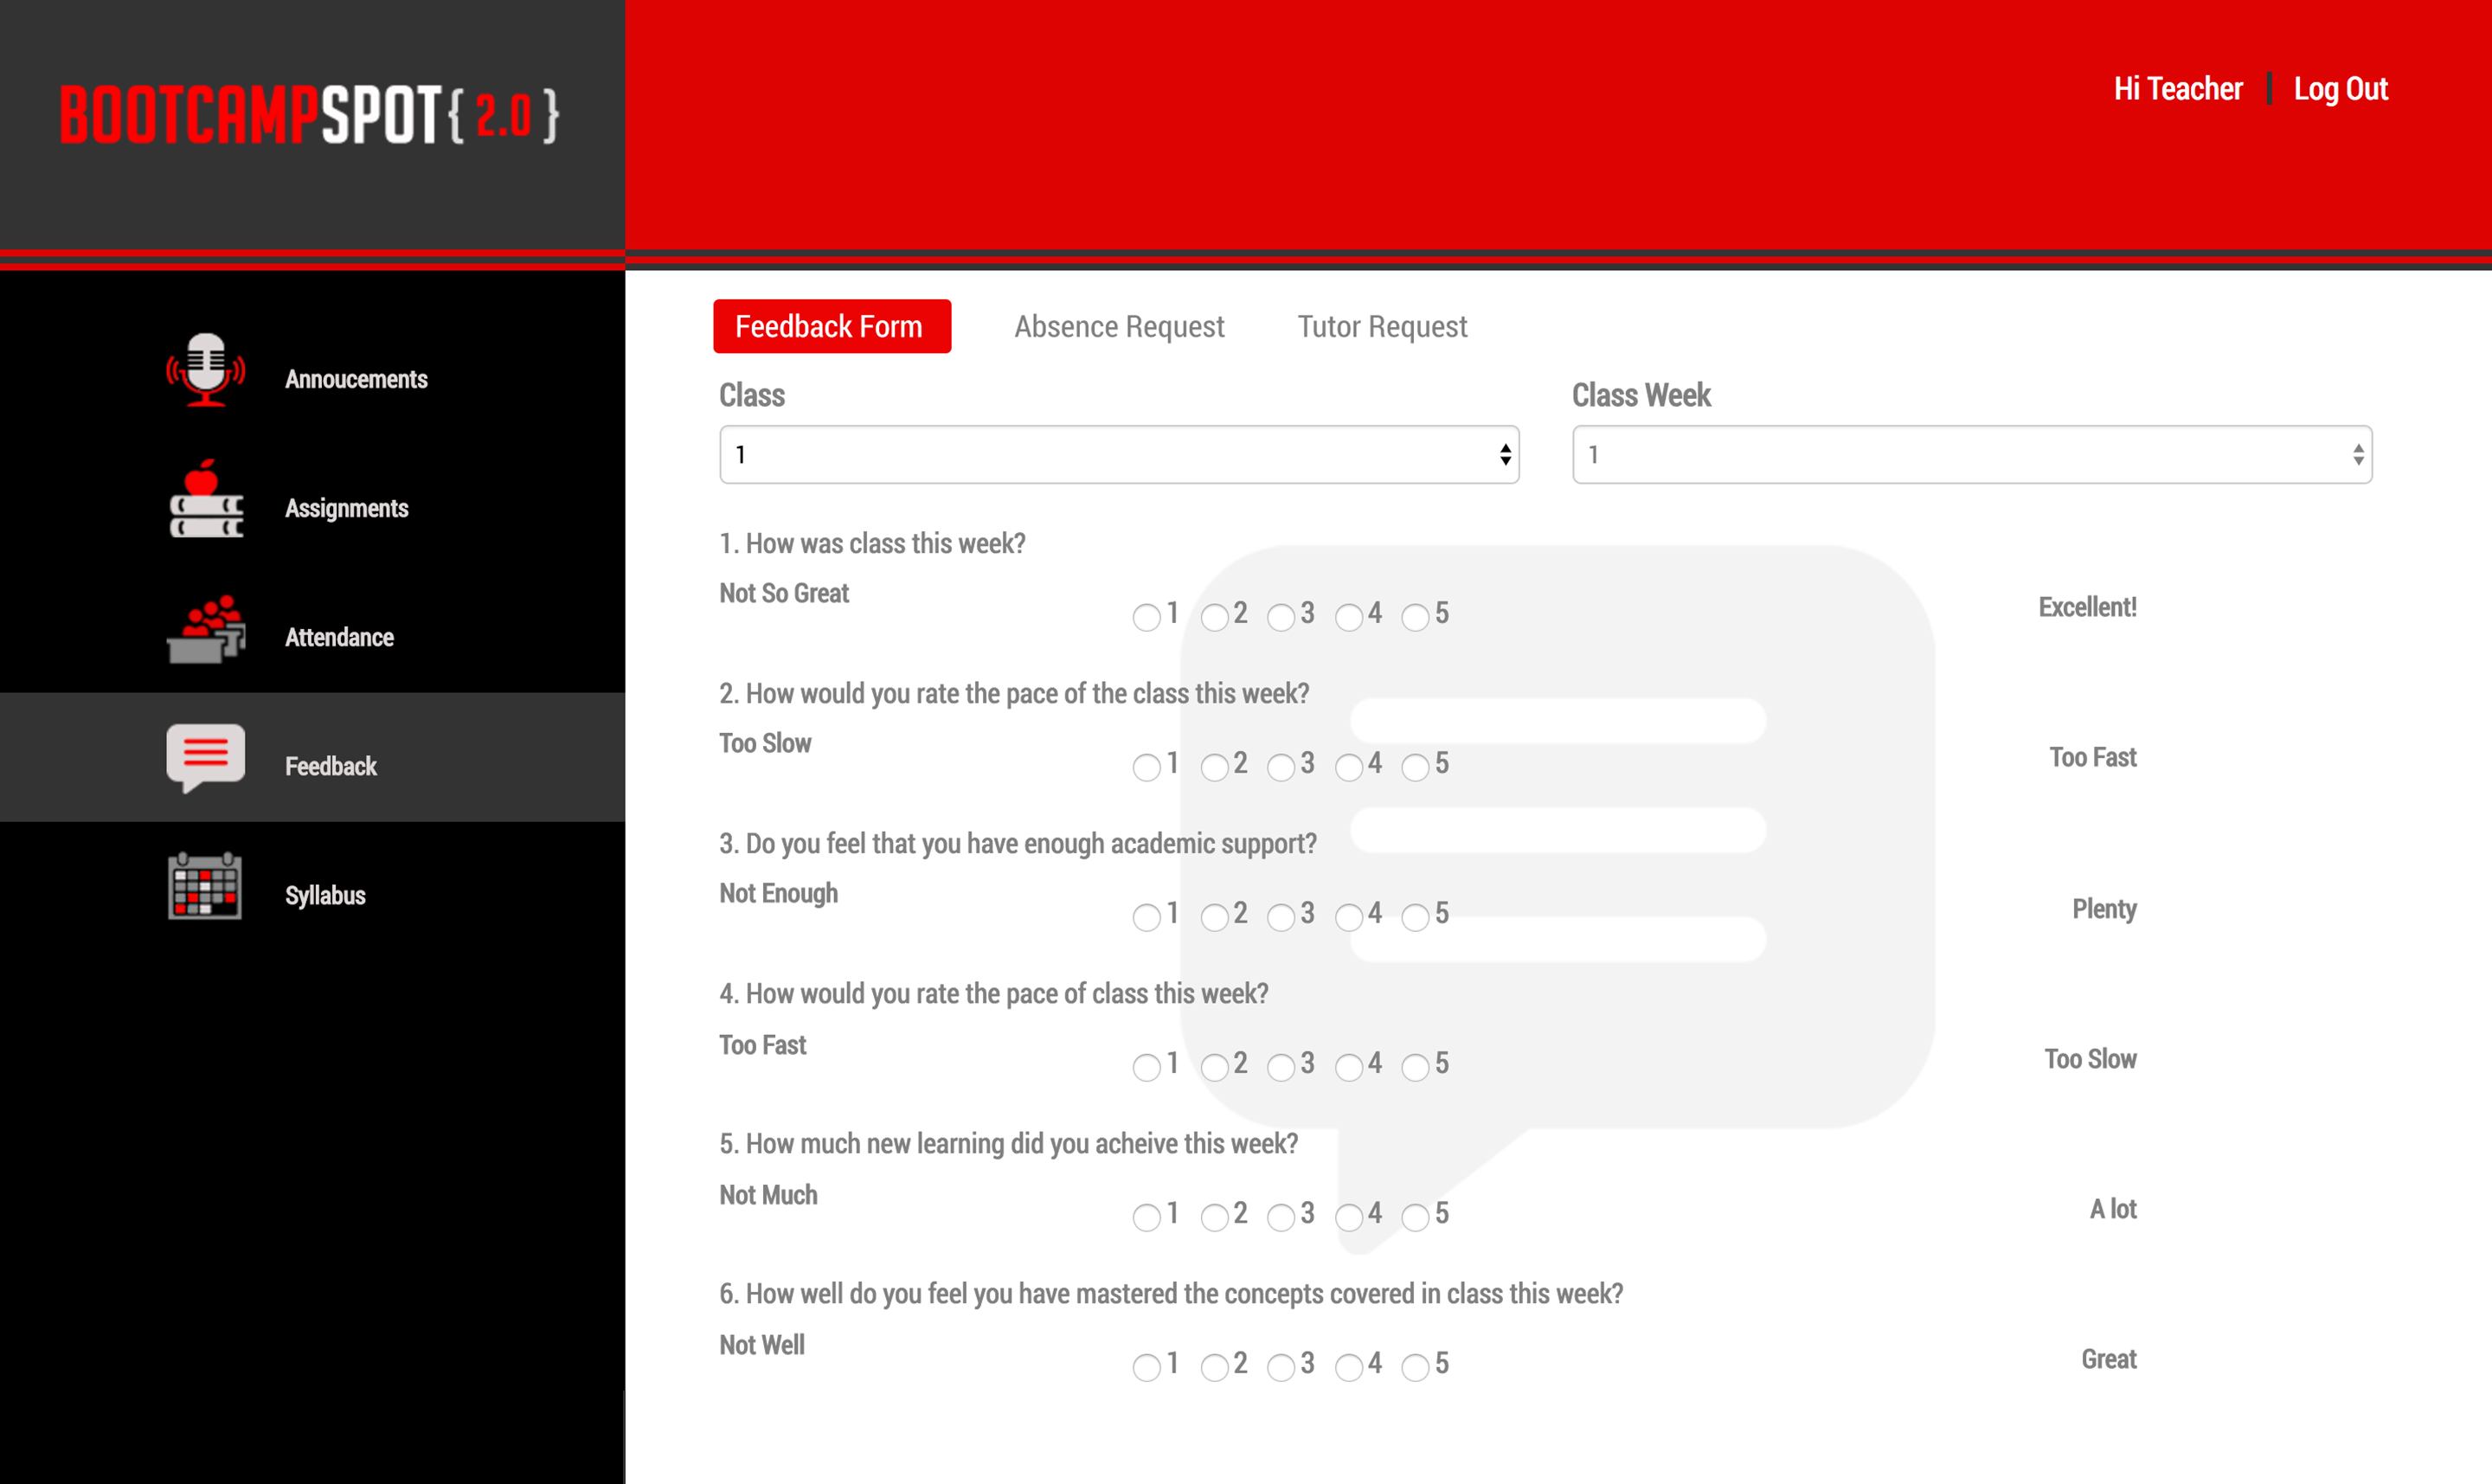 BOOTCAMPSPOT{ 2.0 }
Hi Teacher | Log Out
Annoucements
Assignments
Attendance
Feedback
Syllabus
Feedback Form Absence Request Tutor Request
Class Class Week
1 1
1. How was class this week?
Not So Great 1 2 3 4 5 Excellent!
2. How would you rate the pace of the class this week?
Too Slow 1 2 3 4 5 Too Fast
3. Do you feel that you have enough academic support?
Not Enough 1 2 3 4 5 Plenty
4. How would you rate the pace of class this week?
Too Fast 1 2 3 4 5 Too Slow
5. How much new learning did you acheive this week?
Not Much 1 2 3 4 5 A lot
6. How well do you feel you have mastered the concepts covered in class this week?
Not Well 1 2 3 4 5 Great